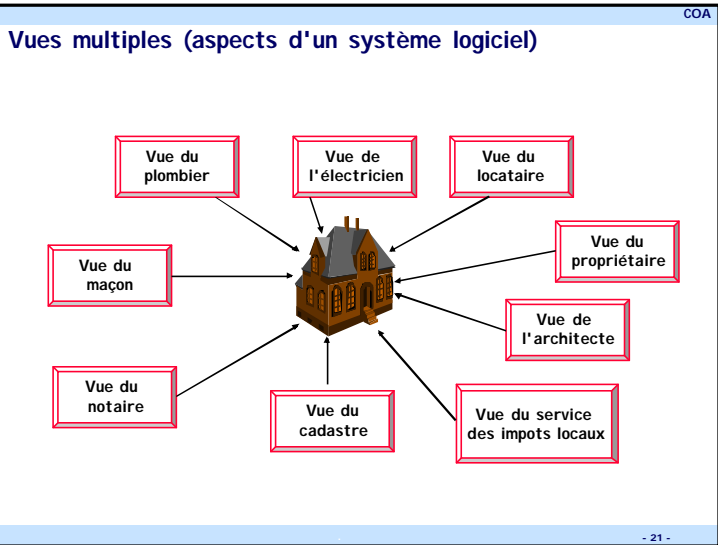 COA
Vues multiples (aspects d'un système logiciel)
Vue du
plombier
Vue de
l'électricien
Vue du
locataire
Vue du
propriétaire
Vue du
maçon
Vue de
l'architecte
Vue du
notaire
Vue du
cadastre
Vue du service
des impots locaux
- 21 -